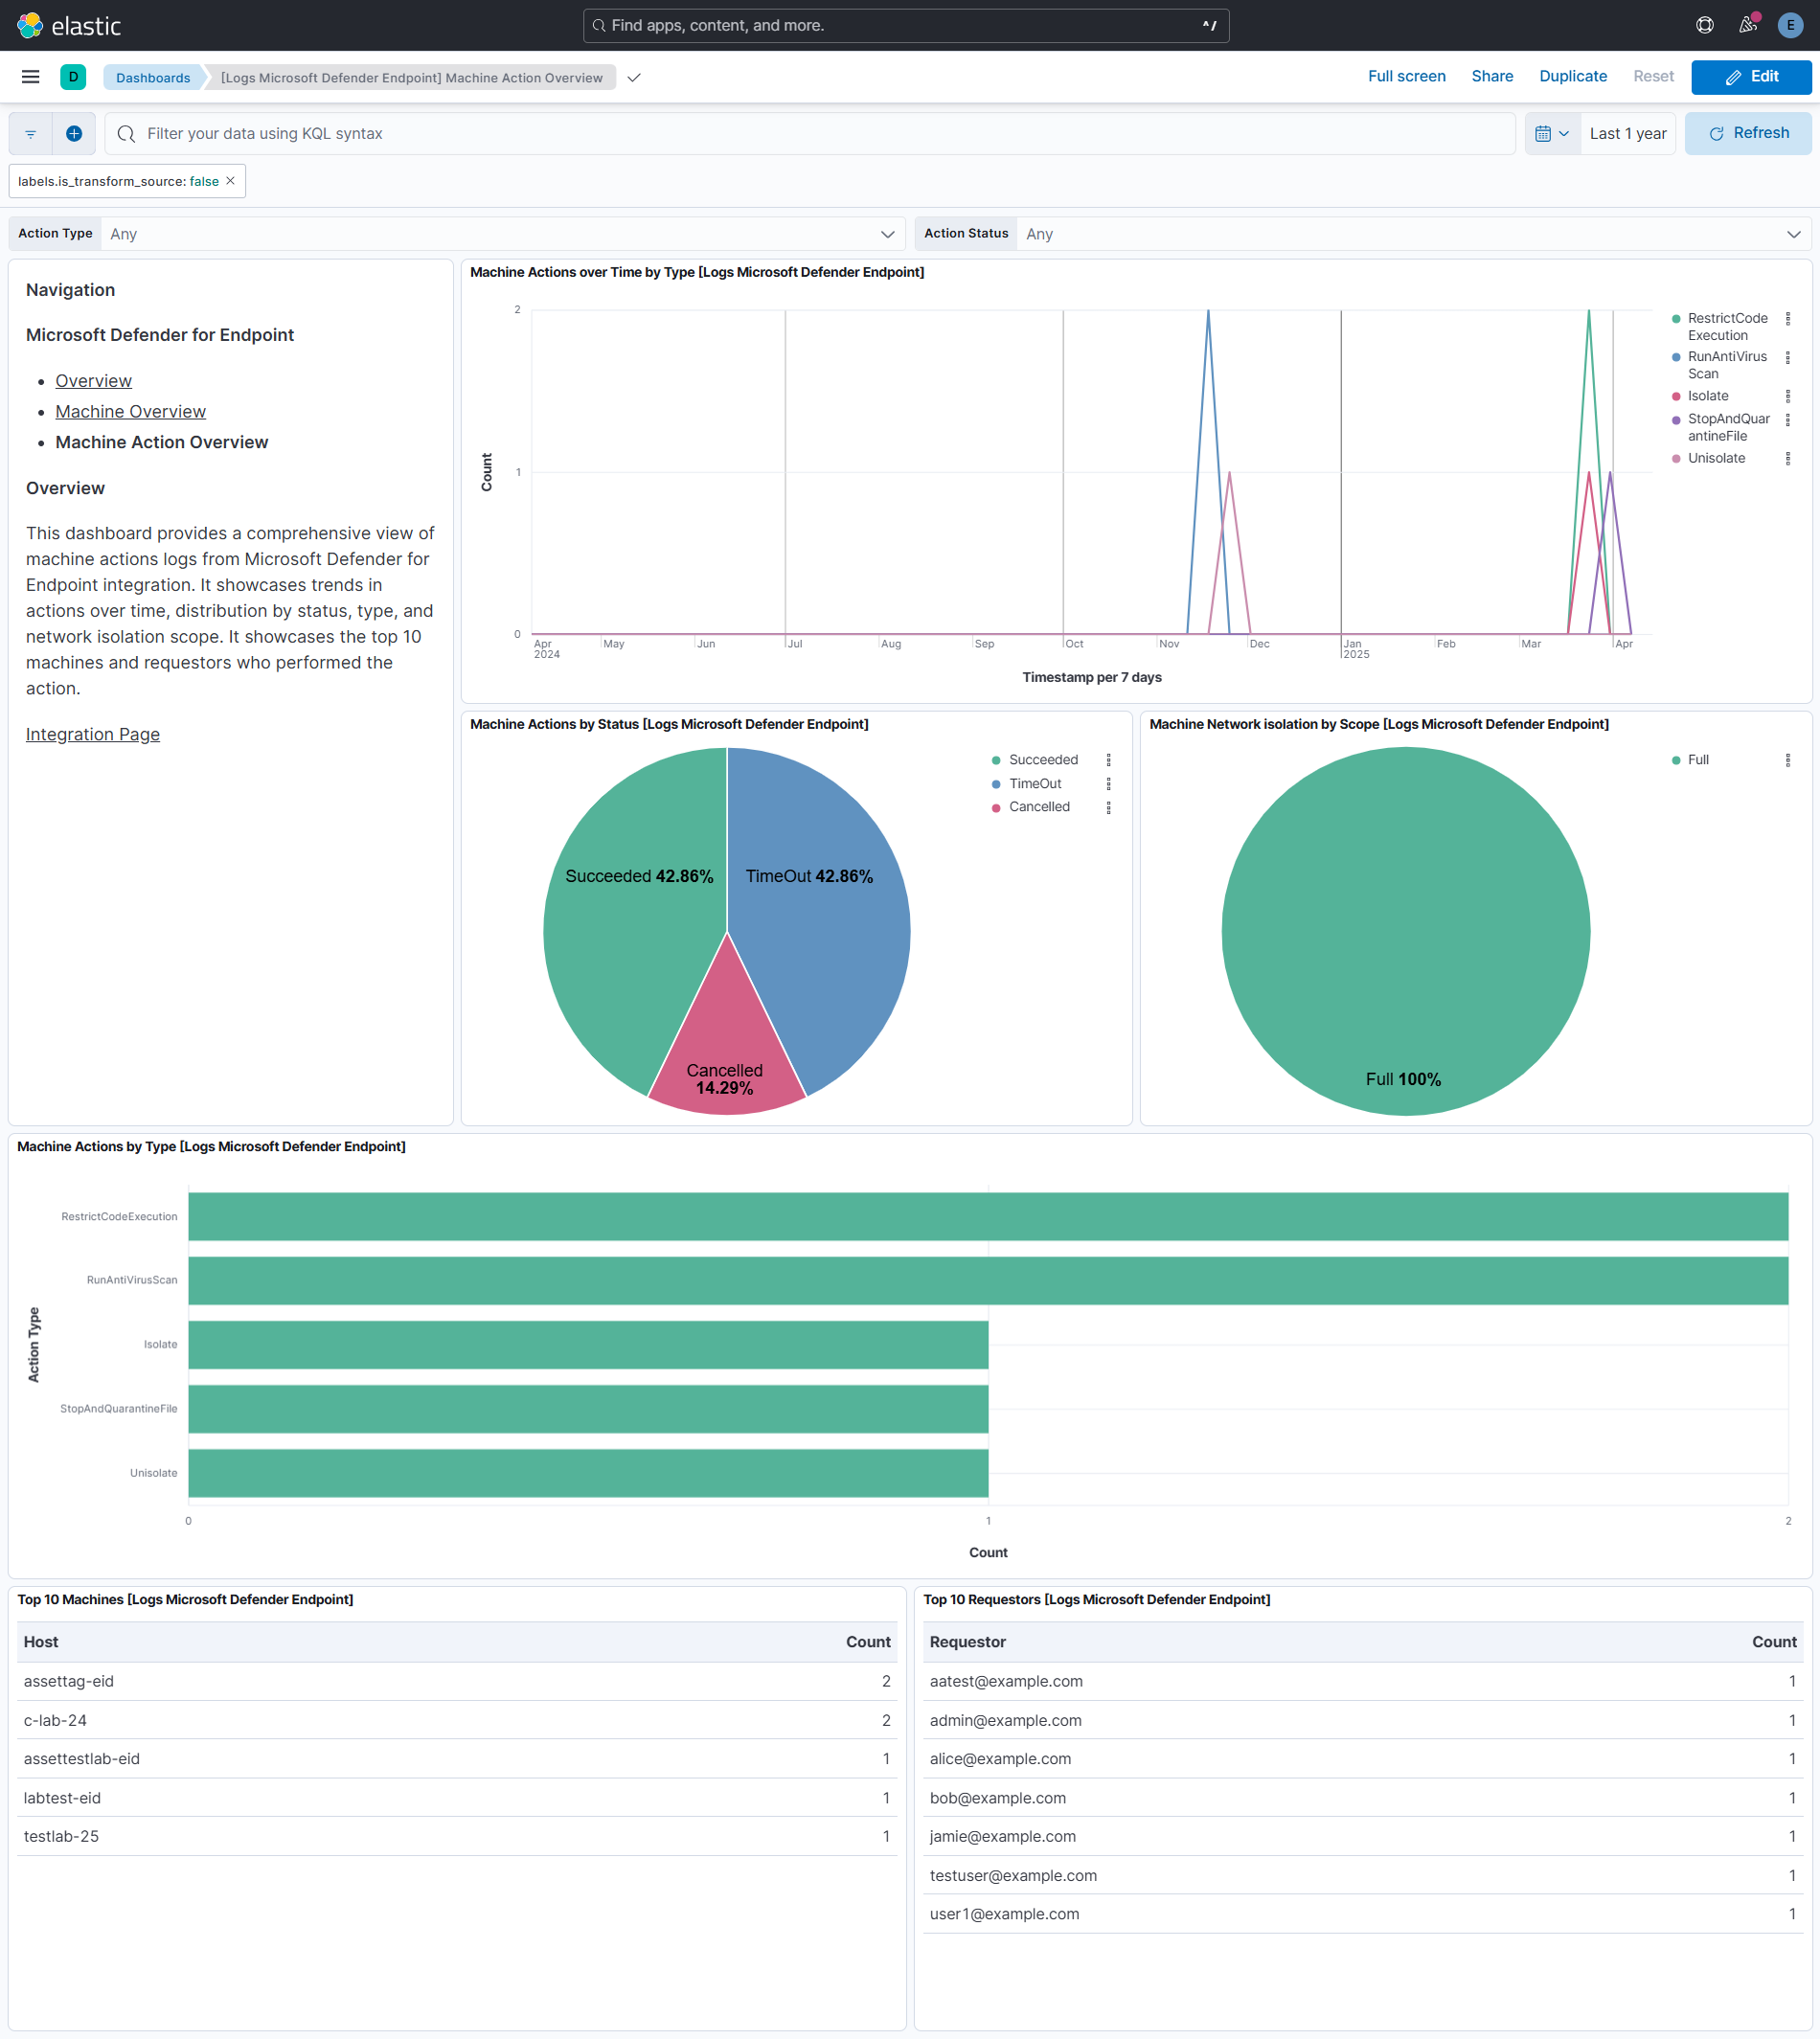 elastic
Find apps, content, and more.
^/
E
D
Dashboards
[Logs Microsoft Defender Endpoint] Machine Action Overview
Full screen
Share
Duplicate
Reset
Edit
Filter your data using KQL syntax
Last 1 year
Refresh
labels.is_transform_source: false
Action Type
Any
Action Status
Any
Navigation
Microsoft Defender for Endpoint
Overview
Machine Overview
Machine Action Overview
Overview
This dashboard provides a comprehensive view of
machine actions logs from Microsoft Defender for
Endpoint integration. It showcases trends in
actions over time, distribution by status, type, and
network isolation scope. It showcases the top 10
machines and requestors who performed the
action.
Integration Page
Machine Actions over Time by Type [Logs Microsoft Defender Endpoint]
Count
2
1
0
Apr
2024
May
Jun
Jul
Aug
Sep
Oct
Nov
Dec
Jan
2025
Feb
Mar
Apr
Timestamp per 7 days
RestrictCode
Execution
RunAntiVirus
Scan
Isolate
StopAndQuar
antineFile
Unisolate
Machine Actions by Status [Logs Microsoft Defender Endpoint]
Succeeded 42.86%
TimeOut 42.86%
Cancelled
14.29%
Succeeded
TimeOut
Cancelled
Machine Network isolation by Scope [Logs Microsoft Defender Endpoint]
Full 100%
Full
Machine Actions by Type [Logs Microsoft Defender Endpoint]
Action Type
RestrictCodeExecution
RunAntiVirusScan
Isolate
StopAndQuarantineFile
Unisolate
0
1
2
Count
Top 10 Machines [Logs Microsoft Defender Endpoint]
Host Count
assettag-eid 2
c-lab-24 2
assettestlab-eid 1
labtest-eid 1
testlab-25 1
Top 10 Requestors [Logs Microsoft Defender Endpoint]
Requestor Count
aatest@example.com 1
admin@example.com 1
alice@example.com 1
bob@example.com 1
jamie@example.com 1
testuser@example.com 1
user1@example.com 1